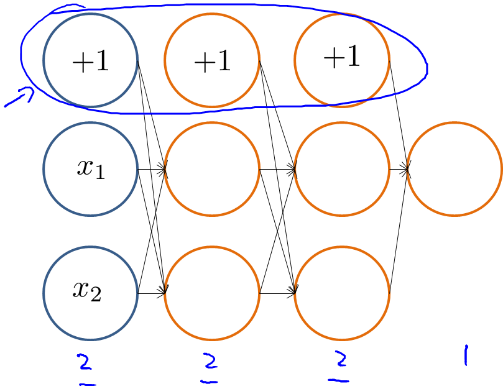 +1 +1 +1
x₁
x₂
2 2 2 1